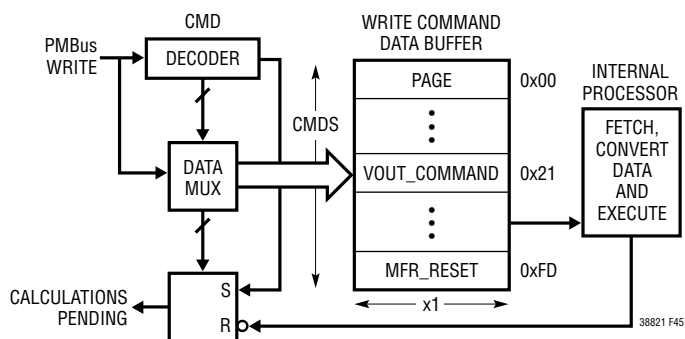 CMD
PMBus
WRITE
DECODER
DATA
MUX
CMDS
S
R
CALCULATIONS
PENDING
WRITE COMMAND
DATA BUFFER
PAGE
0x00
VOUT_COMMAND
0x21
MFR_RESET
0xFD
x1
INTERNAL
PROCESSOR
FETCH,
CONVERT
DATA
AND
EXECUTE
38821 F45